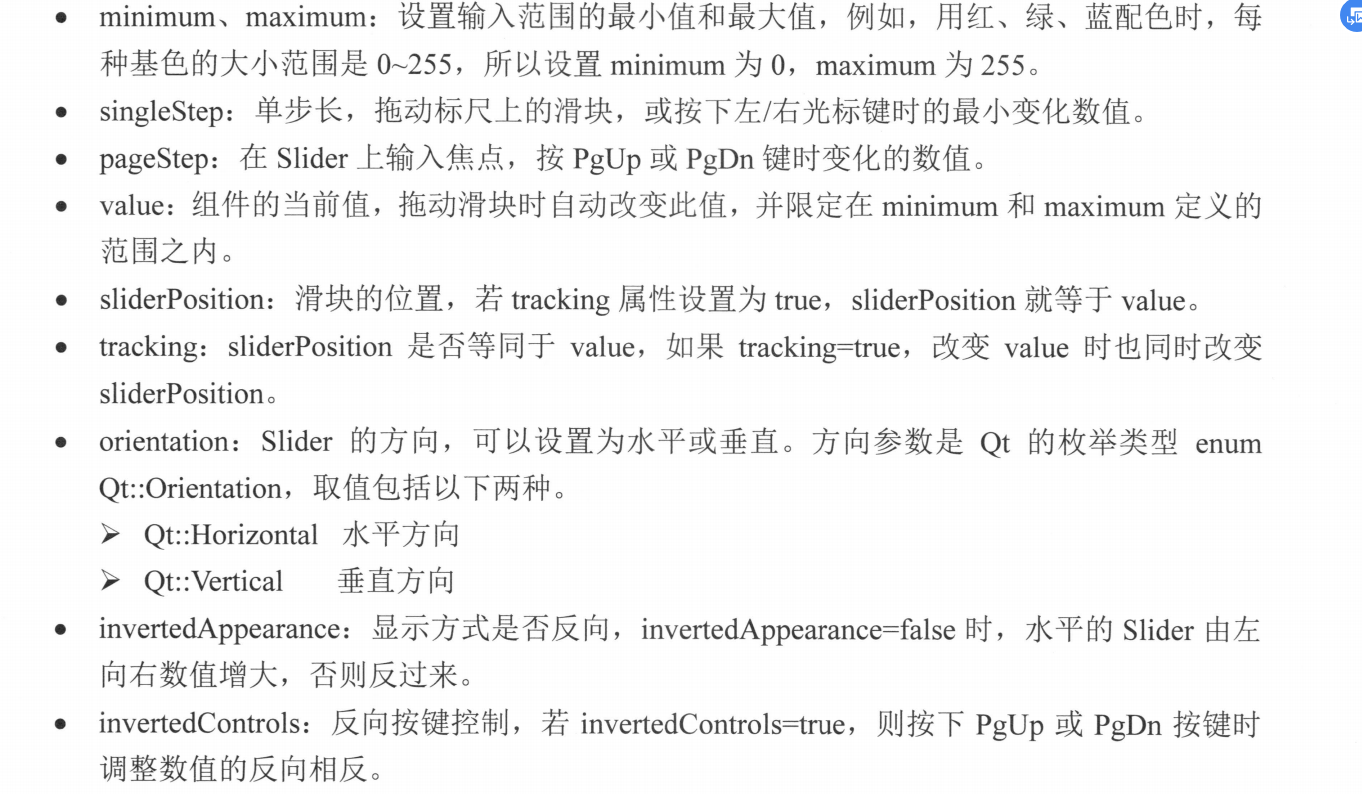 • minimum、maximum：设置输入范围的最小值和最大值，例如，用红、绿、蓝配色时，每
种基色的大小范围是 0~255，所以设置 minimum 为 0，maximum 为 255。
• singleStep：单步长，拖动标尺上的滑块，或按下左/右光标键时的最小变化数值。
• pageStep：在 Slider 上输入焦点，按 PgUp 或 PgDn 键时变化的数值。
• value：组件的当前值，拖动滑块时自动改变此值，并限定在 minimum 和 maximum 定义的
范围之内。
• sliderPosition：滑块的位置，若 tracking 属性设置为 true，sliderPosition 就等于 value。
• tracking：sliderPosition 是否等同于 value，如果 tracking=true，改变 value 时也同时改变
sliderPosition。
• orientation：Slider 的方向，可以设置为水平或垂直。方向参数是 Qt 的枚举类型 enum
Qt::Orientation，取值包括以下两种。
➢ Qt::Horizontal 水平方向
➢ Qt::Vertical 垂直方向
• invertedAppearance：显示方式是否反向，invertedAppearance=false 时，水平的 Slider 由左
向右数值增大，否则反过来。
• invertedControls：反向按键控制，若 invertedControls=true，则按下 PgUp 或 PgDn 按键时
调整数值的反向相反。